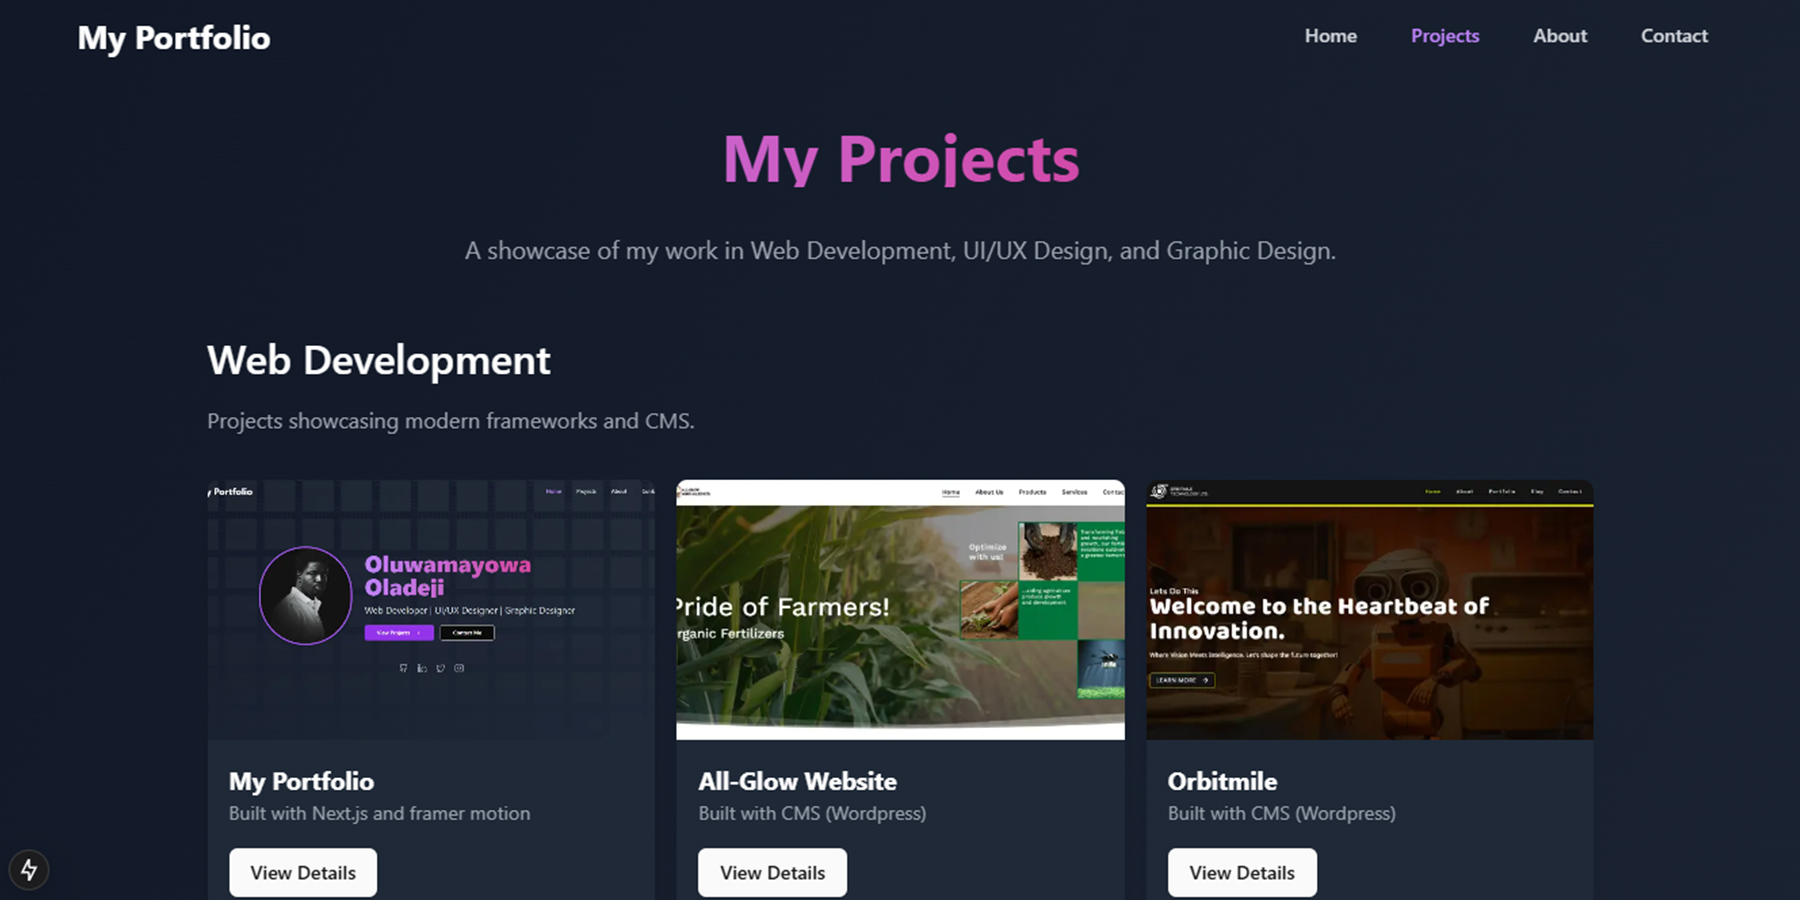 My Portfolio
Home Projects About Contact
My Projects
A showcase of my work in Web Development, UI/UX Design, and Graphic Design.
Web Development
Projects showcasing modern frameworks and CMS.
Portfolio
Home Projects About
Oluwamayowa
Oladeji
Web Developer | UI/UX Designer | Graphic Designer
View Projects
Contact Me
Home About Us Products Services Contac
Optimize
with us!
Pride of Farmers!
rganic Fertilizers
Home About Portfolio Blog Contact
Lets Do This
Welcome to the Heartbeat of
Innovation.
Where Vision Meets Intelligence. Let's shape the future together!
LEARN MORE →
My Portfolio
Built with Next.js and framer motion
View Details
All-Glow Website
Built with CMS (Wordpress)
View Details
Orbitmile
Built with CMS (Wordpress)
View Details